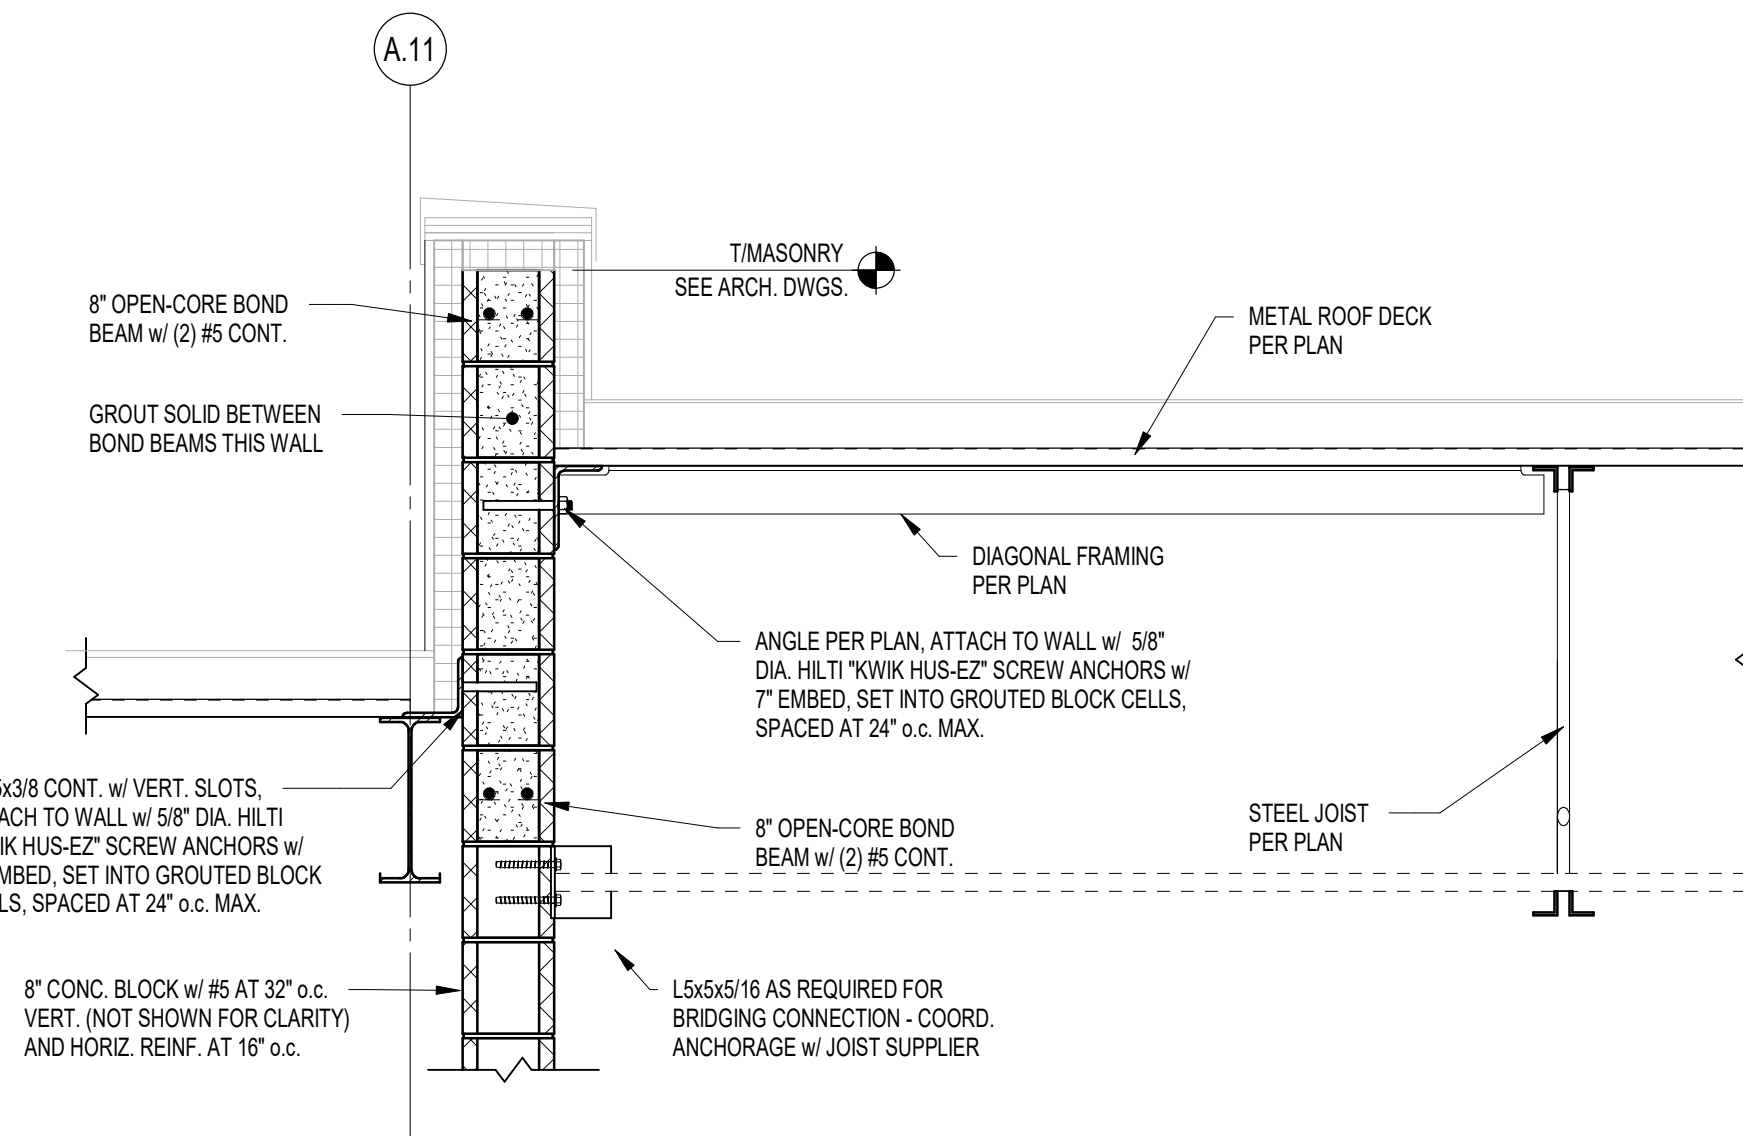 A.11
T/MASONRY
SEE ARCH. DWGS.
8" OPEN-CORE BOND
BEAM w/ (2) #5 CONT.
METAL ROOF DECK
PER PLAN
GROUT SOLID BETWEEN
BOND BEAMS THIS WALL
DIAGONAL FRAMING
PER PLAN
ANGLE PER PLAN, ATTACH TO WALL w/ 5/8"
DIA. HILTI "KWIK HUS-EZ" SCREW ANCHORS w/
7" EMBED, SET INTO GROUTED BLOCK CELLS,
SPACED AT 24" o.c. MAX.
x3/8 CONT. w/ VERT. SLOTS,
ACH TO WALL w/ 5/8" DIA. HILTI
IK HUS-EZ" SCREW ANCHORS w/
MBED, SET INTO GROUTED BLOCK
LS, SPACED AT 24" o.c. MAX.
8" OPEN-CORE BOND
BEAM w/ (2) #5 CONT.
STEEL JOIST
PER PLAN
8" CONC. BLOCK w/ #5 AT 32" o.c.
VERT. (NOT SHOWN FOR CLARITY)
AND HORIZ. REINF. AT 16" o.c.
L5x5x5/16 AS REQUIRED FOR
BRIDGING CONNECTION - COORD.
ANCHORAGE w/ JOIST SUPPLIER